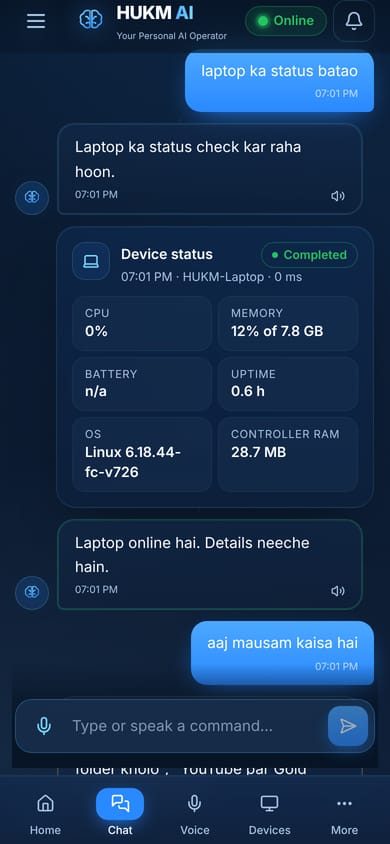 HUKM AI
Your Personal AI Operator
Online
laptop ka status batao
07:01 PM
Laptop ka status check kar raha
hoon.
07:01 PM
Device status
Completed
07:01 PM · HUKM-Laptop · 0 ms
CPU
0%
MEMORY
12% of 7.8 GB
BATTERY
n/a
UPTIME
0.6 h
OS
Linux 6.18.44-
fc-v726
CONTROLLER RAM
28.7 MB
Laptop online hai. Details neeche
hain.
07:01 PM
aaj mausam kaisa hai
07:01 PM
Type or speak a command...
folder kholo", "YouTube par Gold
Home
Chat
Voice
Devices
More